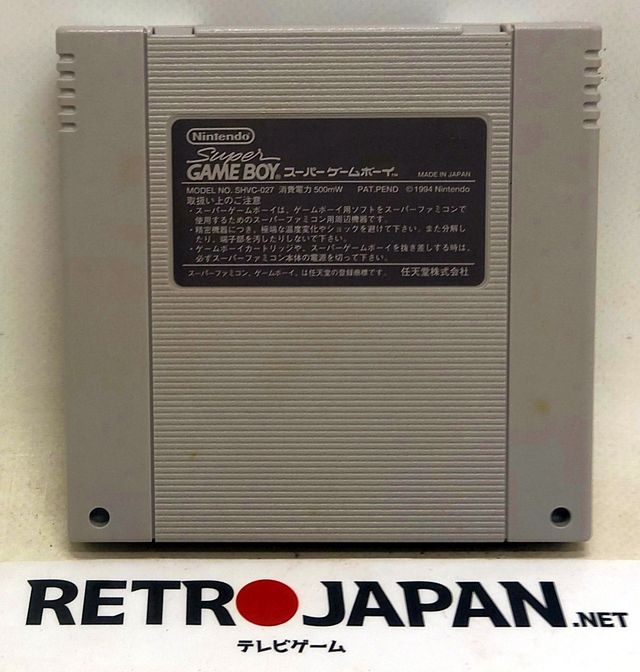 Nintendo
Super
GAME BOY スーパーゲームボーイ™ MADE IN JAPAN
MODEL NO. SHVC-027 消費電力 500mW PAT.PEND ©1994 Nintendo
取扱い上のご注意
・スーパーゲームボーイは、ゲームボーイ用ソフトをスーパーファミコンで
使用するためのスーパーファミコン用周辺機器です。
・精密機器につき、極端な温度変化やショックを避けて下さい。また分解し
たり、端子部を汚したりしないで下さい。
・ゲームボーイカートリッジや、スーパーゲームボーイを抜き差しする時は、
必ずスーパーファミコン本体の電源を切って下さい。
スーパーファミコン、ゲームボーイ、は任天堂の登録商標です。 任天堂株式会社
RETROJAPAN.NET
テレビゲーム